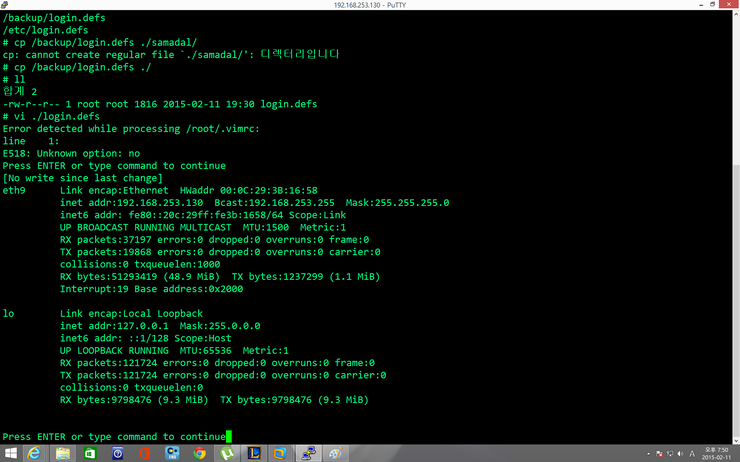 192.168.253.130 - PuTTY
/backup/login.defs
/etc/login.defs
# cp /backup/login.defs ./samadal/
cp: cannot create regular file `./samadal/': 디렉터리입니다
# cp /backup/login.defs ./
# ll
합계 2
-rw-r--r-- 1 root root 1816 2015-02-11 19:30 login.defs
# vi ./login.defs
Error detected while processing /root/.vimrc:
line    1:
E518: Unknown option: no
Press ENTER or type command to continue
[No write since last change]
eth9      Link encap:Ethernet  HWaddr 00:0C:29:3B:16:58
          inet addr:192.168.253.130  Bcast:192.168.253.255  Mask:255.255.255.0
          inet6 addr: fe80::20c:29ff:fe3b:1658/64 Scope:Link
          UP BROADCAST RUNNING MULTICAST  MTU:1500  Metric:1
          RX packets:37197 errors:0 dropped:0 overruns:0 frame:0
          TX packets:19868 errors:0 dropped:0 overruns:0 carrier:0
          collisions:0 txqueuelen:1000
          RX bytes:51293419 (48.9 MiB)  TX bytes:1237299 (1.1 MiB)
          Interrupt:19 Base address:0x2000
lo        Link encap:Local Loopback
          inet addr:127.0.0.1  Mask:255.0.0.0
          inet6 addr: ::1/128 Scope:Host
          UP LOOPBACK RUNNING  MTU:65536  Metric:1
          RX packets:121724 errors:0 dropped:0 overruns:0 frame:0
          TX packets:121724 errors:0 dropped:0 overruns:0 carrier:0
          collisions:0 txqueuelen:0
          RX bytes:9798476 (9.3 MiB)  TX bytes:9798476 (9.3 MiB)
Press ENTER or type command to continue
A
오후 7:50
2015-02-11